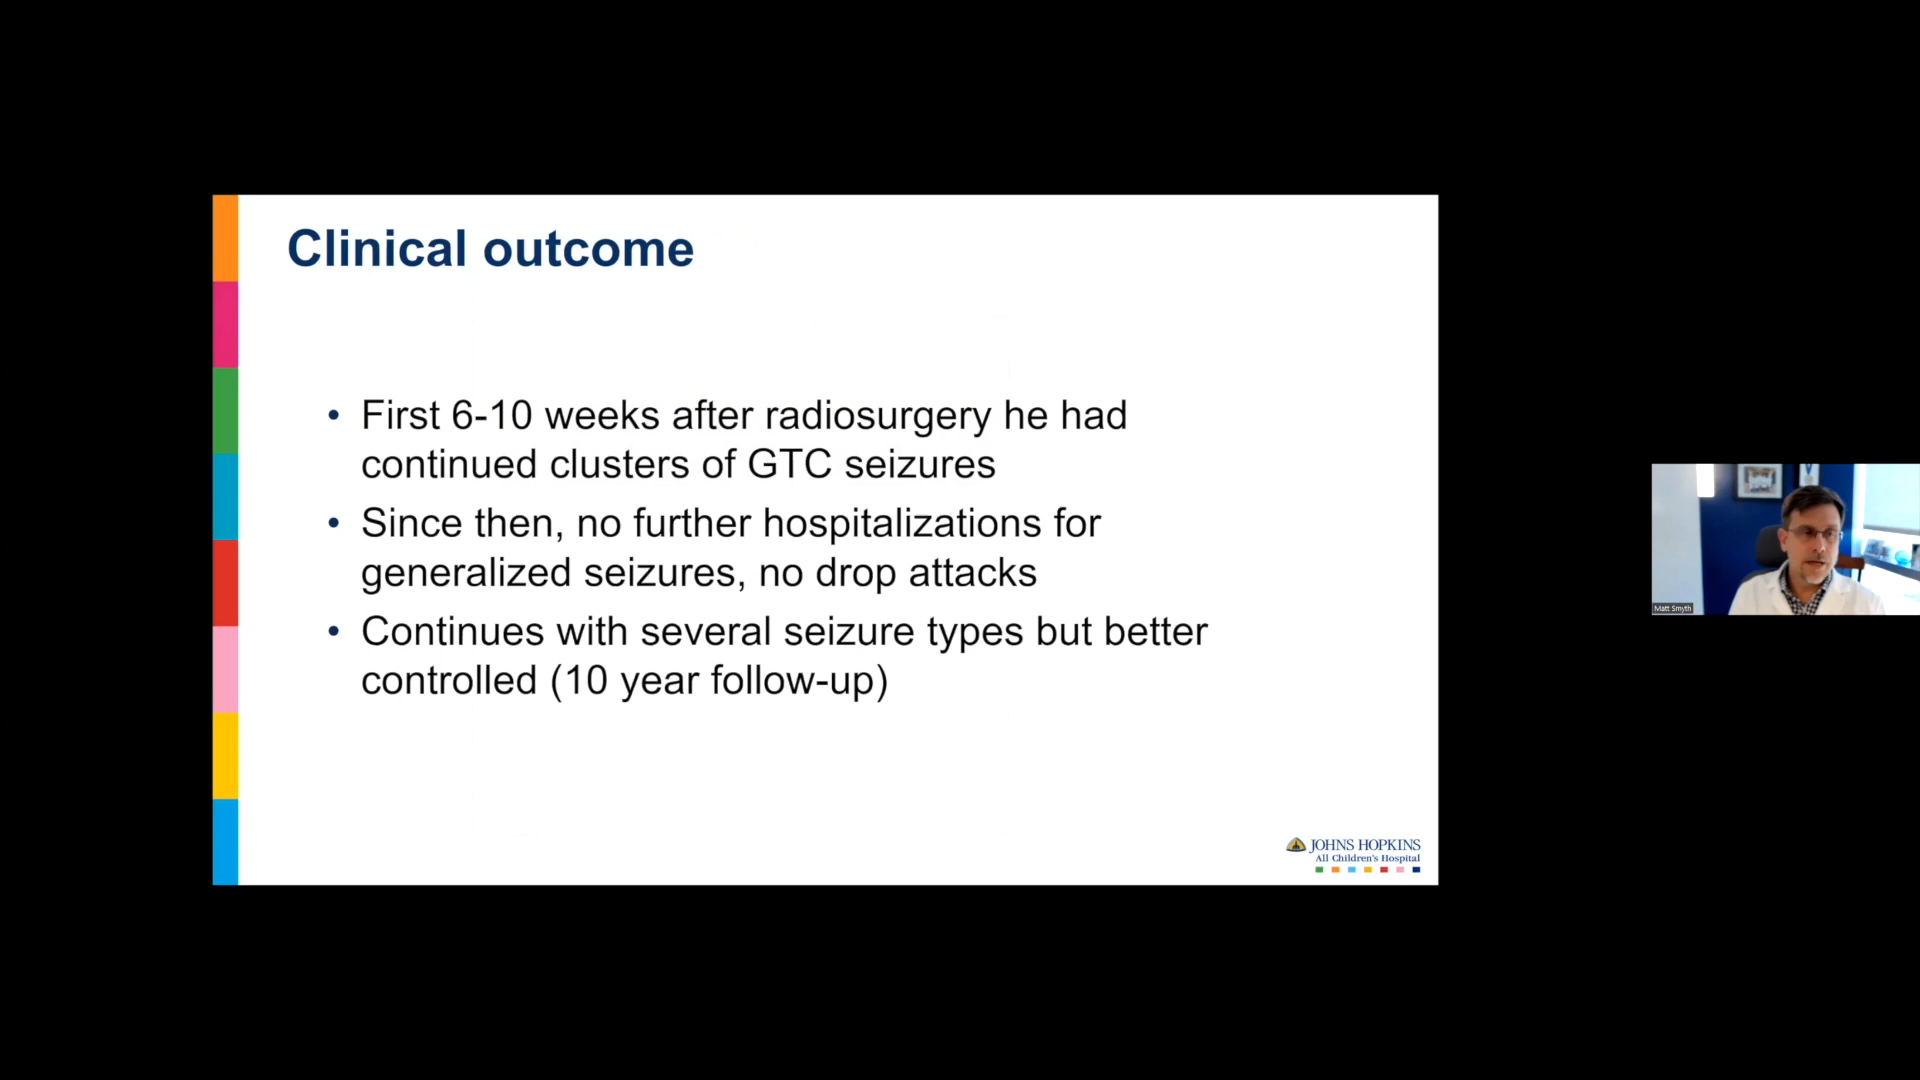 Clinical outcome
• First 6-10 weeks after radiosurgery he had
continued clusters of GTC seizures
• Since then, no further hospitalizations for
generalized seizures, no drop attacks
• Continues with several seizure types but better
controlled (10 year follow-up)
JOHNS HOPKINS
All Children's Hospital
Matt Smyth